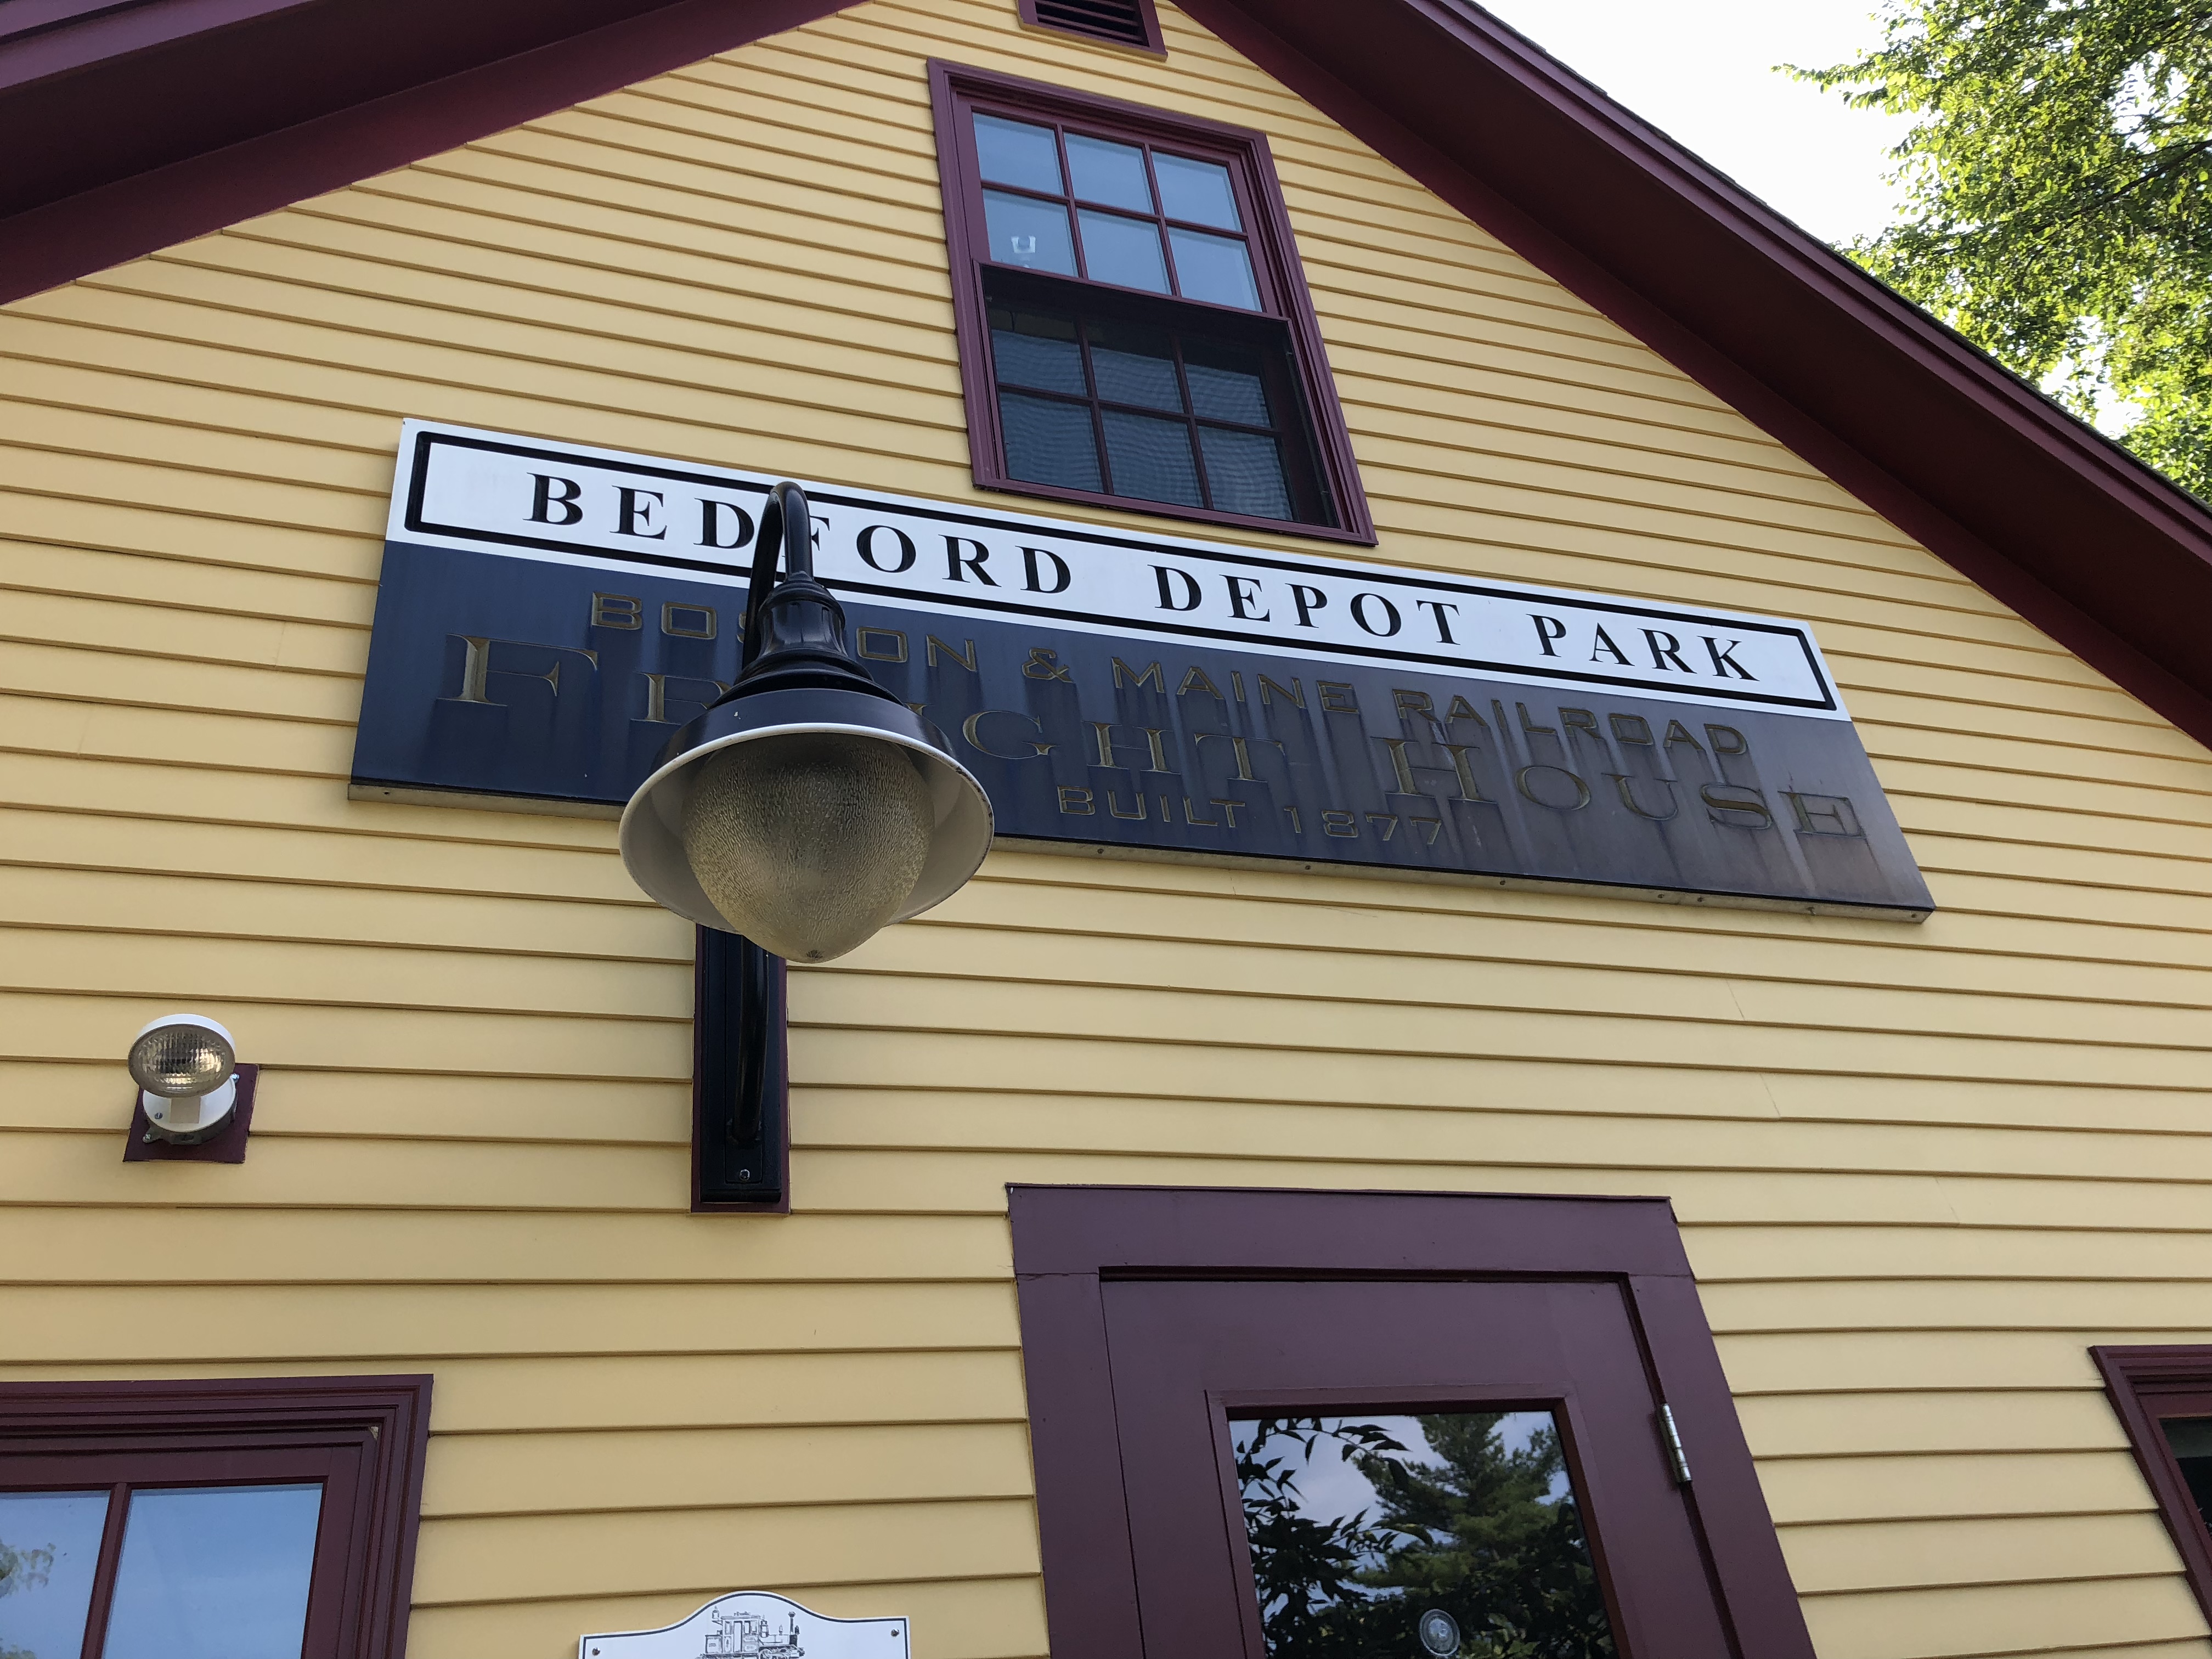 BEDFORD DEPOT PARK
BOSTON & MAINE RAILROAD
FREIGHT HOUSE
BUILT 1877